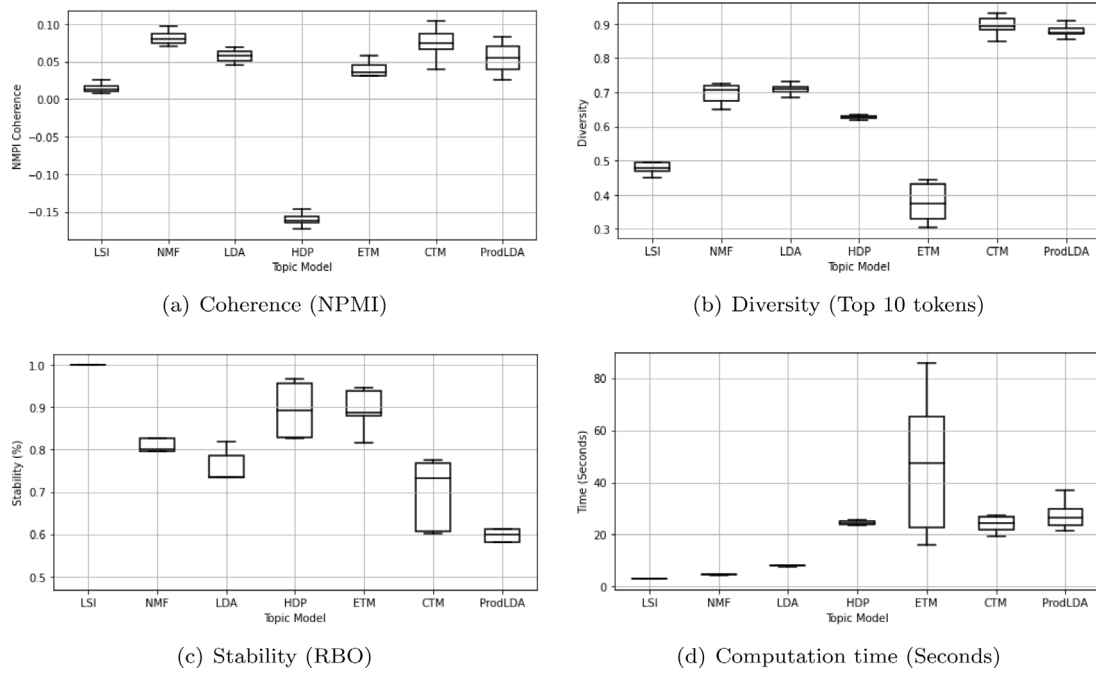 0.10
0.05
0.00
−0.05
−0.10
−0.15
NMPI Coherence
LSI NMF LDA HDP ETM CTM ProdLDA
Topic Model
(a) Coherence (NPMI)
0.9
0.8
0.7
0.6
0.5
0.4
0.3
Diversity
LSI NMF LDA HDP ETM CTM ProdLDA
Topic Model
(b) Diversity (Top 10 tokens)
1.0
0.9
0.8
0.7
0.6
0.5
Stability (%)
LSI NMF LDA HDP ETM CTM ProdLDA
Topic Model
(c) Stability (RBO)
80
60
40
20
0
Time (Seconds)
LSI NMF LDA HDP ETM CTM ProdLDA
Topic Model
(d) Computation time (Seconds)